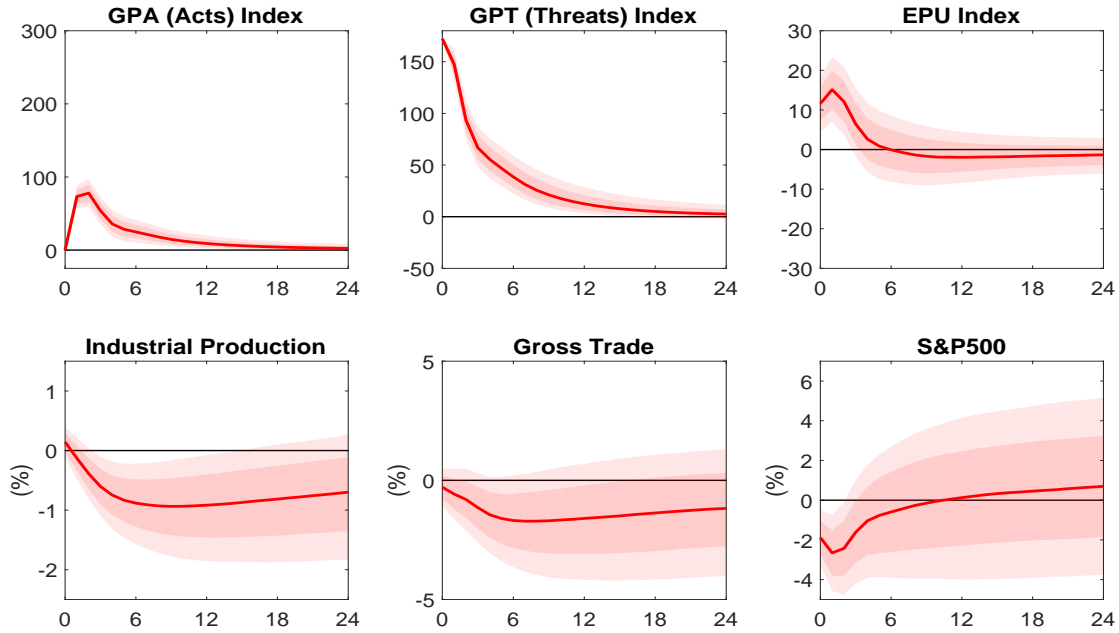 GPA (Acts) Index
300
200
100
0
0 6 12 18 24
GPT (Threats) Index
150
100
50
0
-50
0 6 12 18 24
EPU Index
30
20
10
0
-10
-20
-30
0 6 12 18 24
Industrial Production
(%)
1
0
-1
-2
0 6 12 18 24
Gross Trade
5
0
-5
0 6 12 18 24
S&P500
(%)
6
4
2
0
-2
-4
0 6 12 18 24